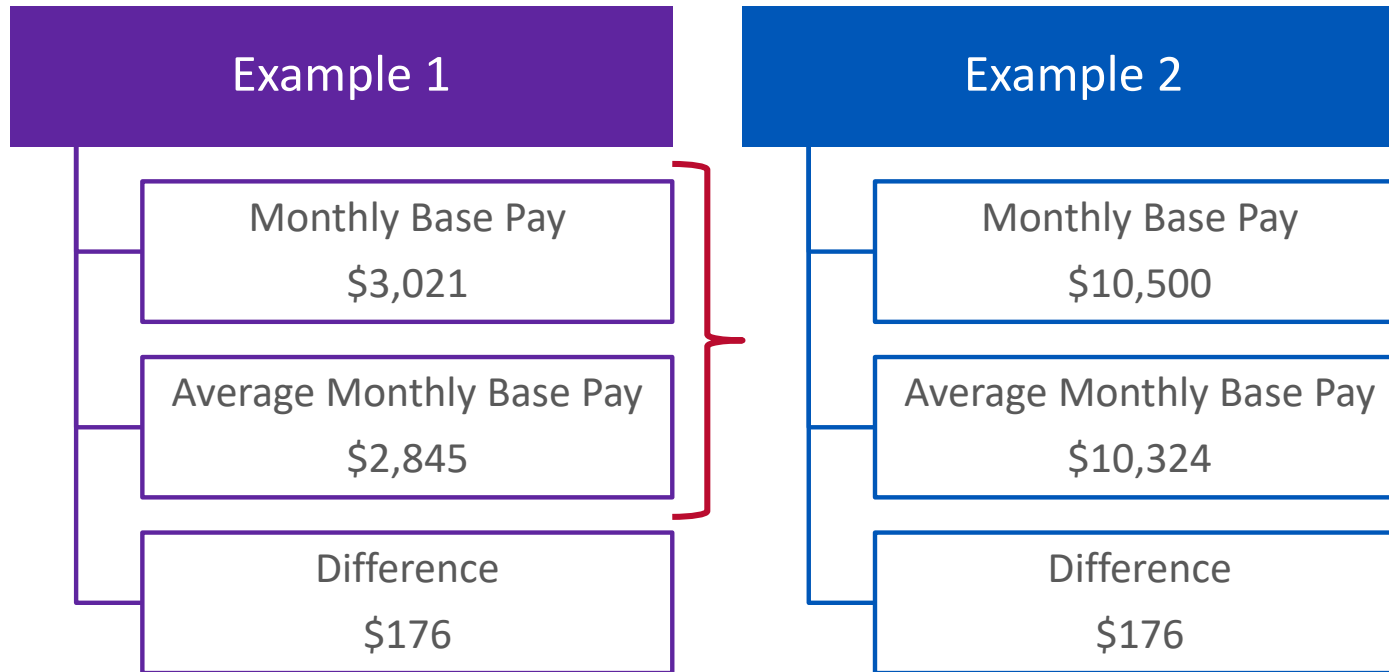 Example 1
Monthly Base Pay
$3,021
Average Monthly Base Pay
$2,845
Difference
$176
Example 2
Monthly Base Pay
$10,500
Average Monthly Base Pay
$10,324
Difference
$176